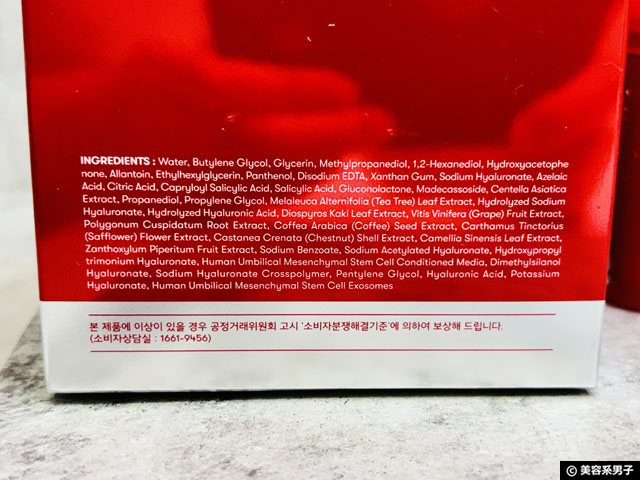 INGREDIENTS : Water, Butylene Glycol, Glycerin, Methylpropanediol, 1,2-Hexanediol, Hydroxyacetophe
none, Allantoin, Ethylhexylglycerin, Panthenol, Disodium EDTA, Xanthan Gum, Sodium Hyaluronate, Azelaic
Acid, Citric Acid, Capryloyl Salicylic Acid, Salicylic Acid, Gluconolactone, Madecassoside, Centella Asiatica
Extract, Propanediol, Propylene Glycol, Melaleuca Alternifolia (Tea Tree) Leaf Extract, Hydrolyzed Sodium
Hyaluronate, Hydrolyzed Hyaluronic Acid, Diospyros Kaki Leaf Extract, Vitis Vinifera (Grape) Fruit Extract,
Polygonum Cuspidatum Root Extract, Coffea Arabica (Coffee) Seed Extract, Carthamus Tinctorius
(Safflower) Flower Extract, Castanea Crenata (Chestnut) Shell Extract, Camellia Sinensis Leaf Extract,
Zanthoxylum Piperitum Fruit Extract, Sodium Benzoate, Sodium Acetylated Hyaluronate, Hydroxypropyl
trimonium Hyaluronate, Human Umbilical Mesenchymal Stem Cell Conditioned Media, Dimethylsilanol
Hyaluronate, Sodium Hyaluronate Crosspolymer, Pentylene Glycol, Hyaluronic Acid, Potassium
Hyaluronate, Human Umbilical Mesenchymal Stem Cell Exosomes
본 제품에 이상이 있을 경우 공정거래위원회 고시 '소비자분쟁해결기준'에 의하여 보상해 드립니다.
(소비자상담실 : 1661-9456)
© 美容系男子